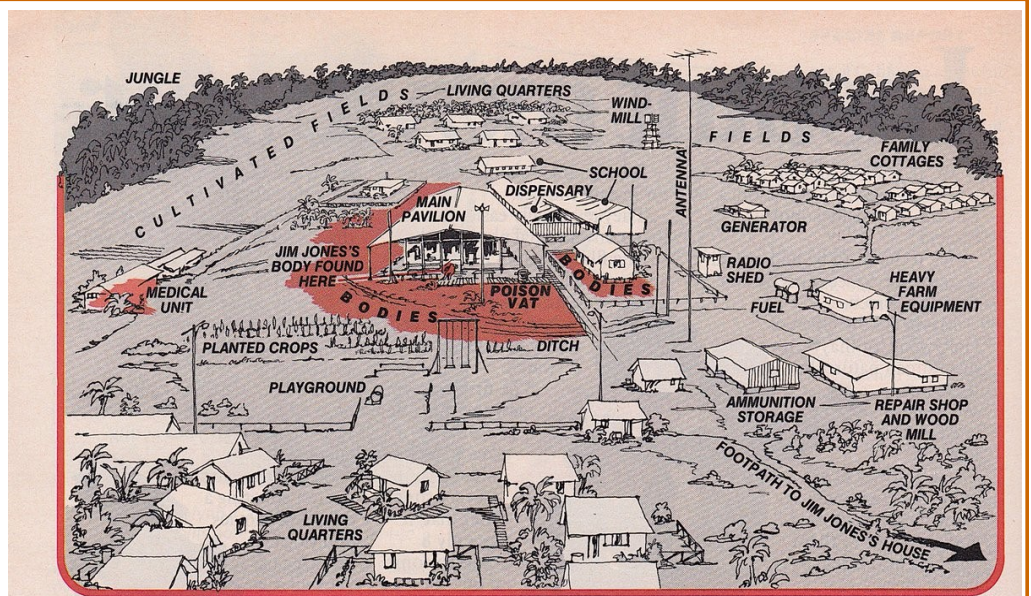 JUNGLE
CULTIVATED FIELDS
LIVING QUARTERS
WIND-
MILL
FIELDS
FAMILY
COTTAGES
SCHOOL
DISPENSARY
ANTENNA
MAIN
PAVILION
GENERATOR
JIM JONES'S
BODY FOUND
HERE
RADIO
SHED
BODIES
MEDICAL
UNIT
POISON
VAT
BODIES
FUEL
HEAVY
FARM
EQUIPMENT
PLANTED CROPS
DITCH
PLAYGROUND
AMMUNITION
STORAGE
REPAIR SHOP
AND WOOD
MILL
FOOTPATH TO JIM JONES'S HOUSE
LIVING
QUARTERS